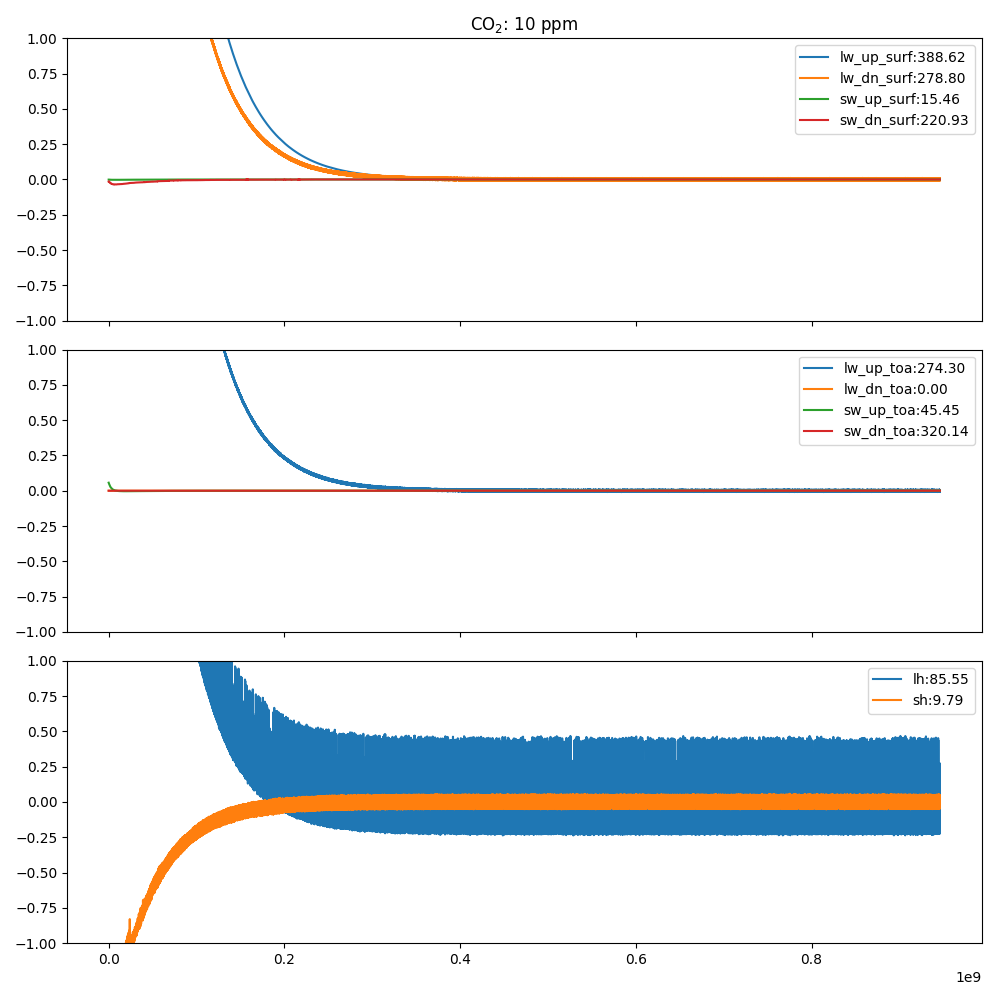 CO₂: 10 ppm
1.00
0.75
0.50
0.25
0.00
−0.25
−0.50
−0.75
−1.00
lw_up_surf:388.62
lw_dn_surf:278.80
sw_up_surf:15.46
sw_dn_surf:220.93
1.00
0.75
0.50
0.25
0.00
−0.25
−0.50
−0.75
−1.00
lw_up_toa:274.30
lw_dn_toa:0.00
sw_up_toa:45.45
sw_dn_toa:320.14
1.00
0.75
0.50
0.25
0.00
−0.25
−0.50
−0.75
−1.00
lh:85.55
sh:9.79
0.0 0.2 0.4 0.6 0.8
1e9